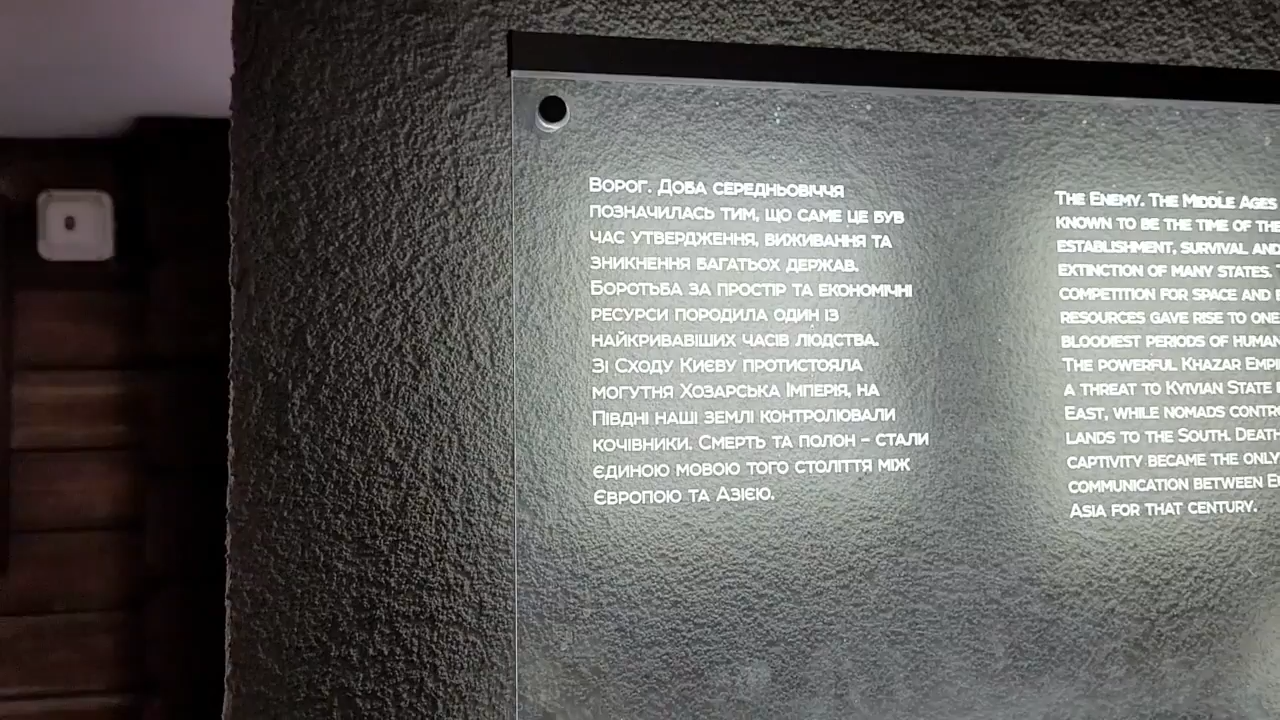 Ворог. Доба середньовіччя
позначилась тим, що саме це був
час утвердження, виживання та
зникнення багатьох держав.
Боротьба за простір та економічні
ресурси породила один із
найкривавіших часів людства.
Зі Сходу Києву протистояла
могутня Хозарська Імперія, на
Півдні наші землі контролювали
кочівники. Смерть та полон – стали
єдиною мовою того століття між
Європою та Азією.
The Enemy. The Middle Ages
known to be the time of the
establishment, survival and
extinction of many states.
competition for space and
resources gave rise to one
bloodiest periods of human
The powerful Khazar
a threat to Kyivian State
East, while nomads
lands to the South. Death
captivity became the only
communication between
Asia for that century.